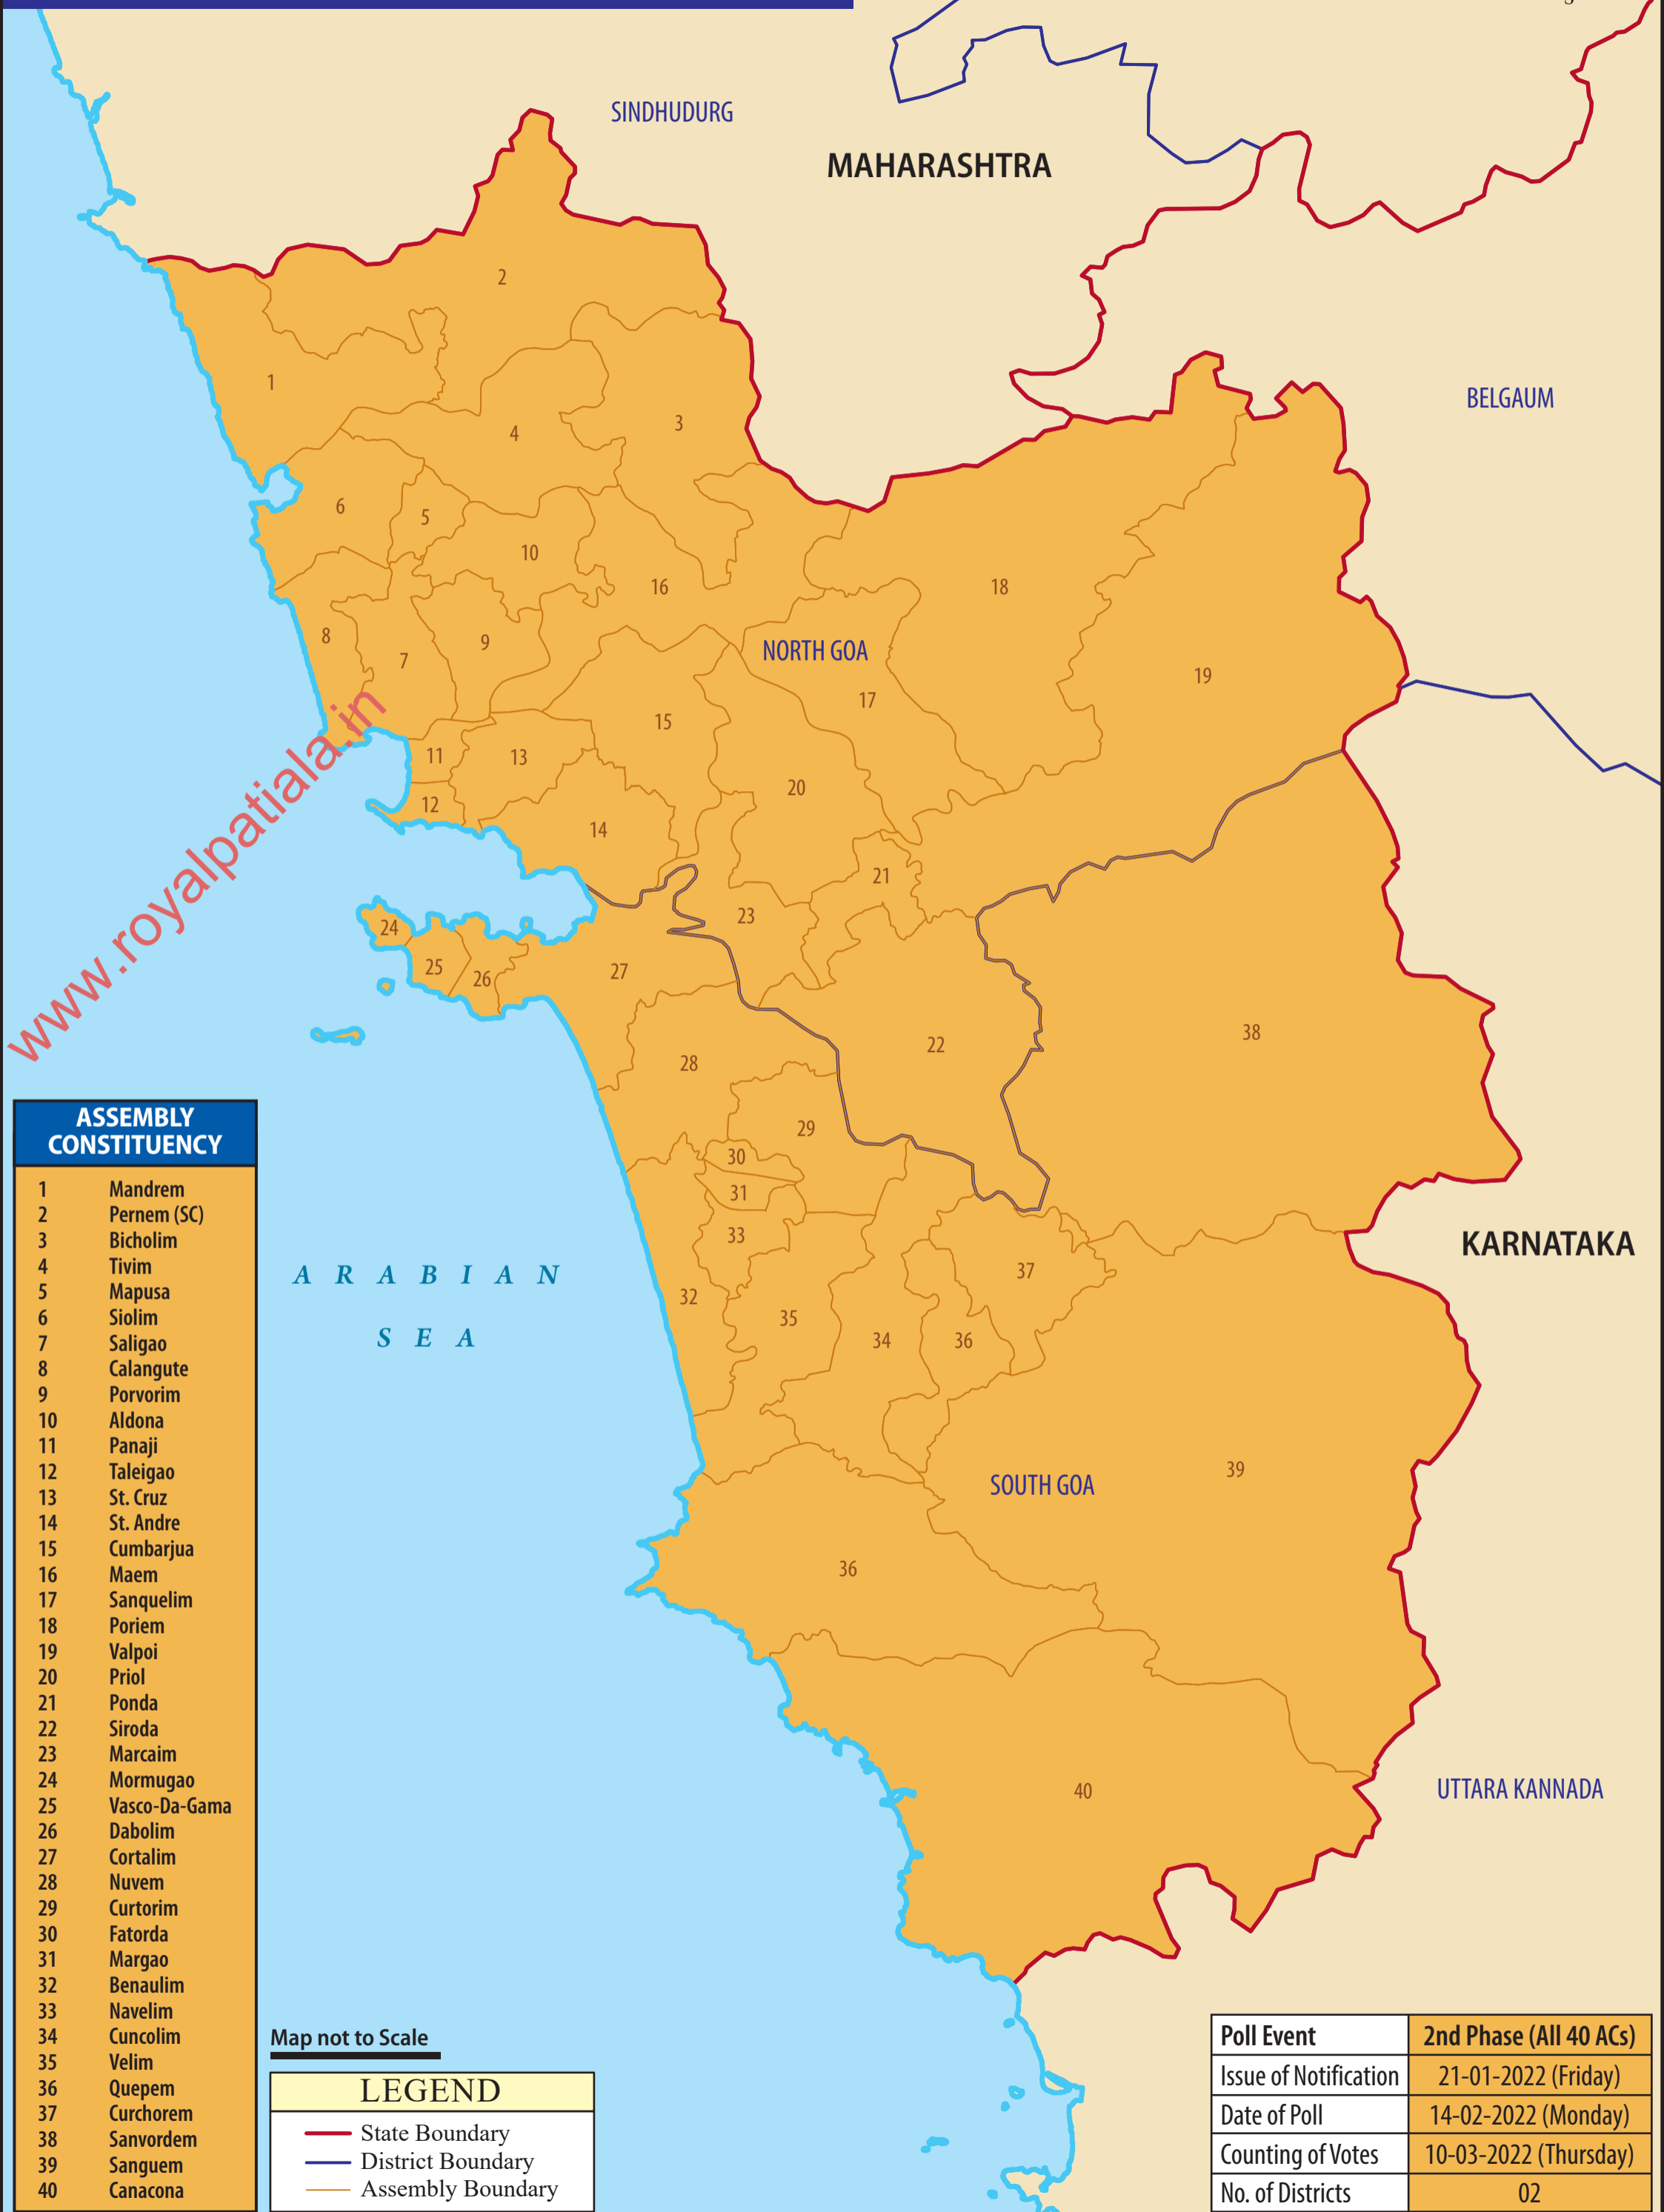 SINDHUDURG
MAHARASHTRA
2
1
BELGAUM
3
4
6
5
10
16
18
8
9
7
NORTH GOA
19
17
15
11
13
20
12
14
21
23
24
25
26
27
22
38
28
29
30
31
33
37
32
35
34
36
KARNATAKA
ARABIAN
SEA
39
SOUTH GOA
36
40
UTTARA KANNADA
www.royalpatiala.in
ASSEMBLY
CONSTITUENCY
1 Mandrem
2 Pernem (SC)
3 Bicholim
4 Tivim
5 Mapusa
6 Siolim
7 Saligao
8 Calangute
9 Porvorim
10 Aldona
11 Panaji
12 Taleigao
13 St. Cruz
14 St. Andre
15 Cumbarjua
16 Maem
17 Sanquelim
18 Poriem
19 Valpoi
20 Priol
21 Ponda
22 Siroda
23 Marcaim
24 Mormugao
25 Vasco-Da-Gama
26 Dabolim
27 Cortalim
28 Nuvem
29 Curtorim
30 Fatorda
31 Margao
32 Benaulim
33 Navelim
34 Cuncolim
35 Velim
36 Quepem
37 Curchorem
38 Sanvordem
39 Sanguem
40 Canacona
Map not to Scale
LEGEND
State Boundary
District Boundary
Assembly Boundary
Poll Event 2nd Phase (All 40 ACs)
Issue of Notification 21-01-2022 (Friday)
Date of Poll 14-02-2022 (Monday)
Counting of Votes 10-03-2022 (Thursday)
No. of Districts 02